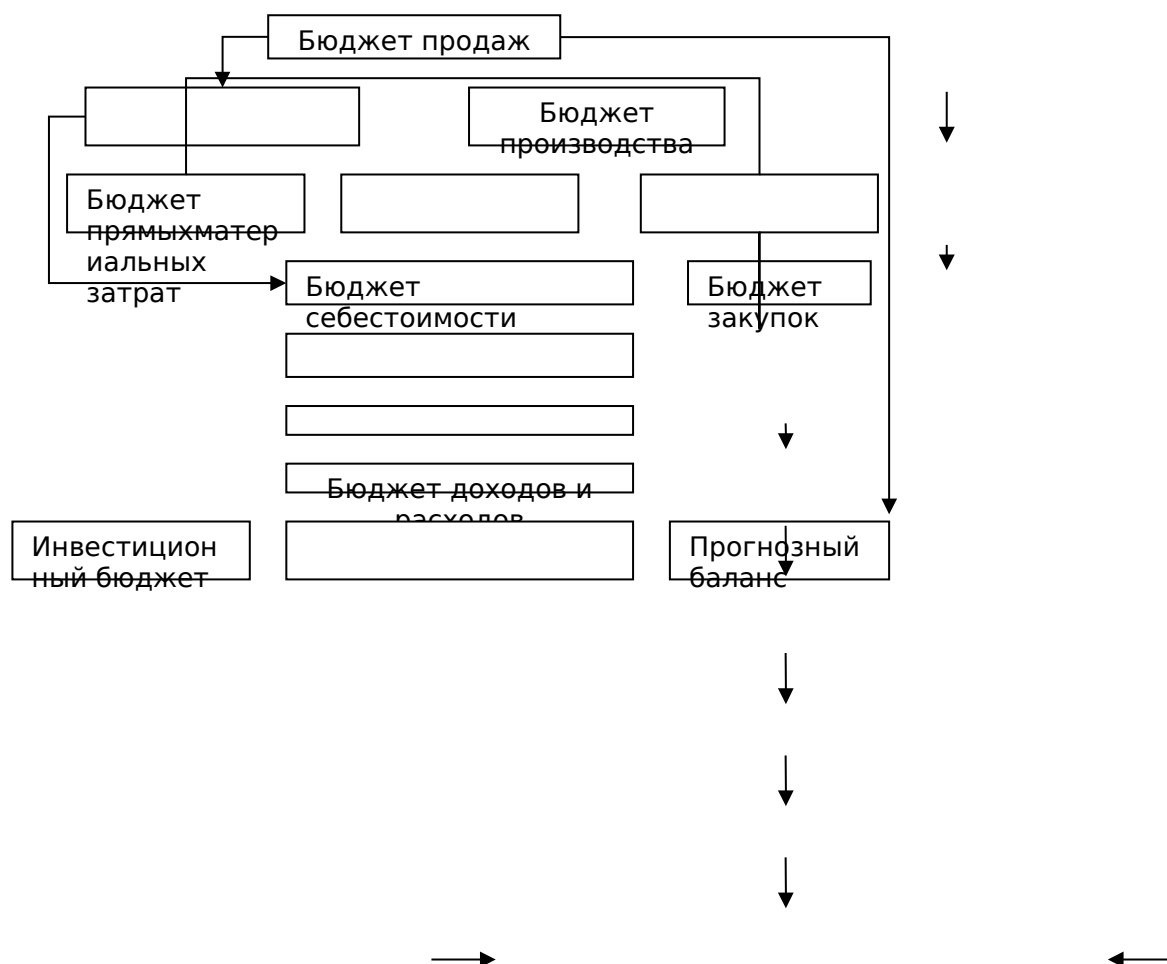 Бюджет продаж
Бюджет
производства
Бюджет
прямыхматер
иальных
затрат
Бюджет
себестоимости
Бюджет
закупок
Бюджет доходов и
расходов
Инвестицион
ный бюджет
Прогнозный
баланс